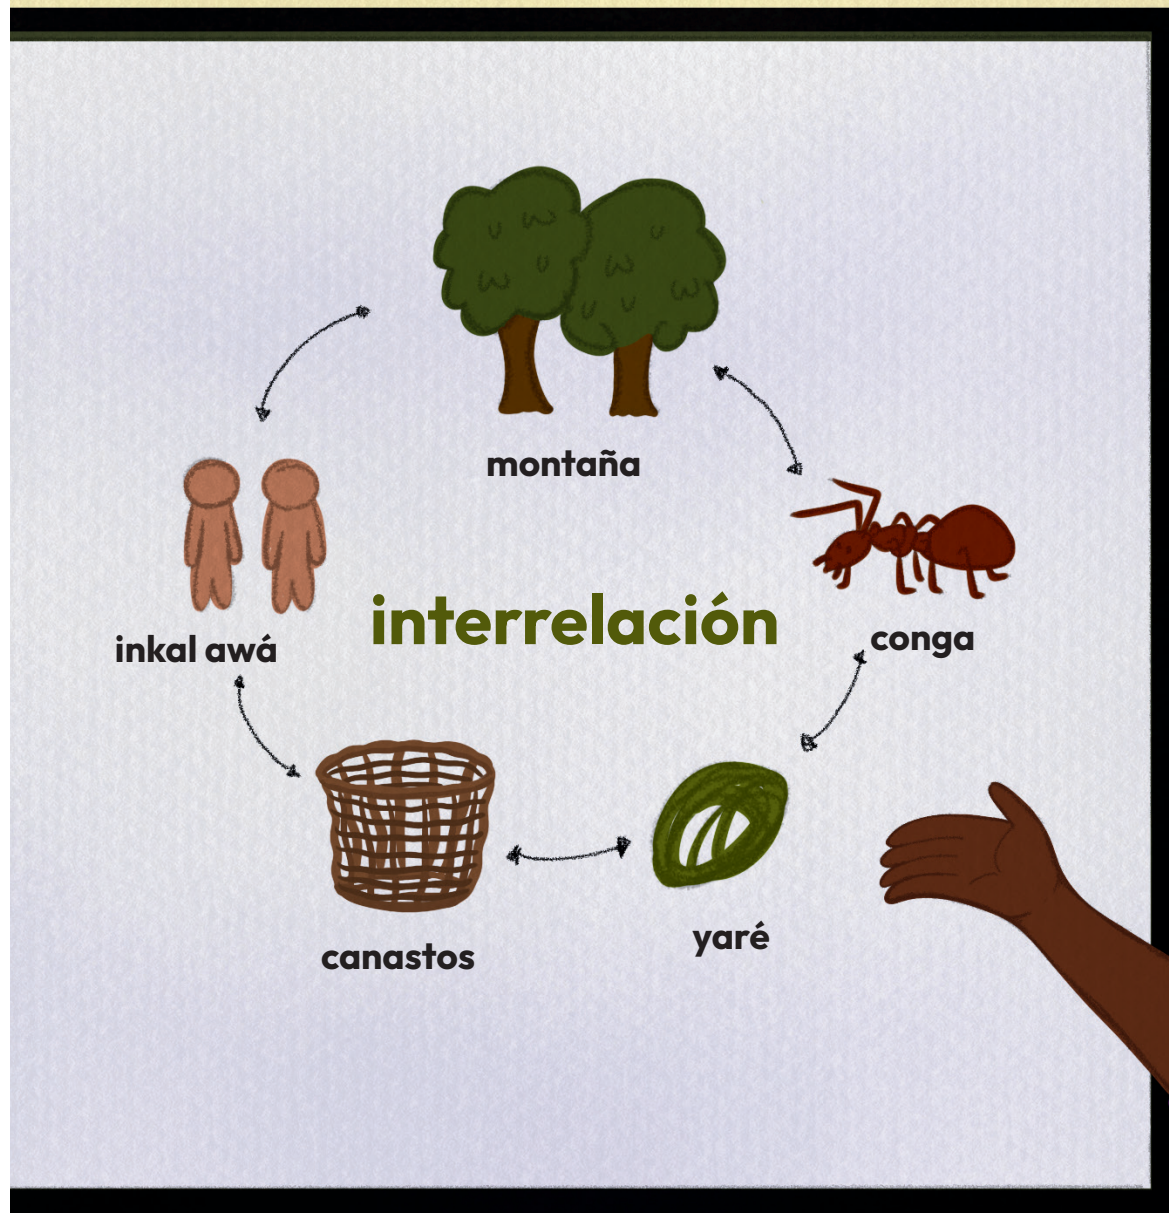 montaña
inkal awá
interrelación
conga
canastos
yaré